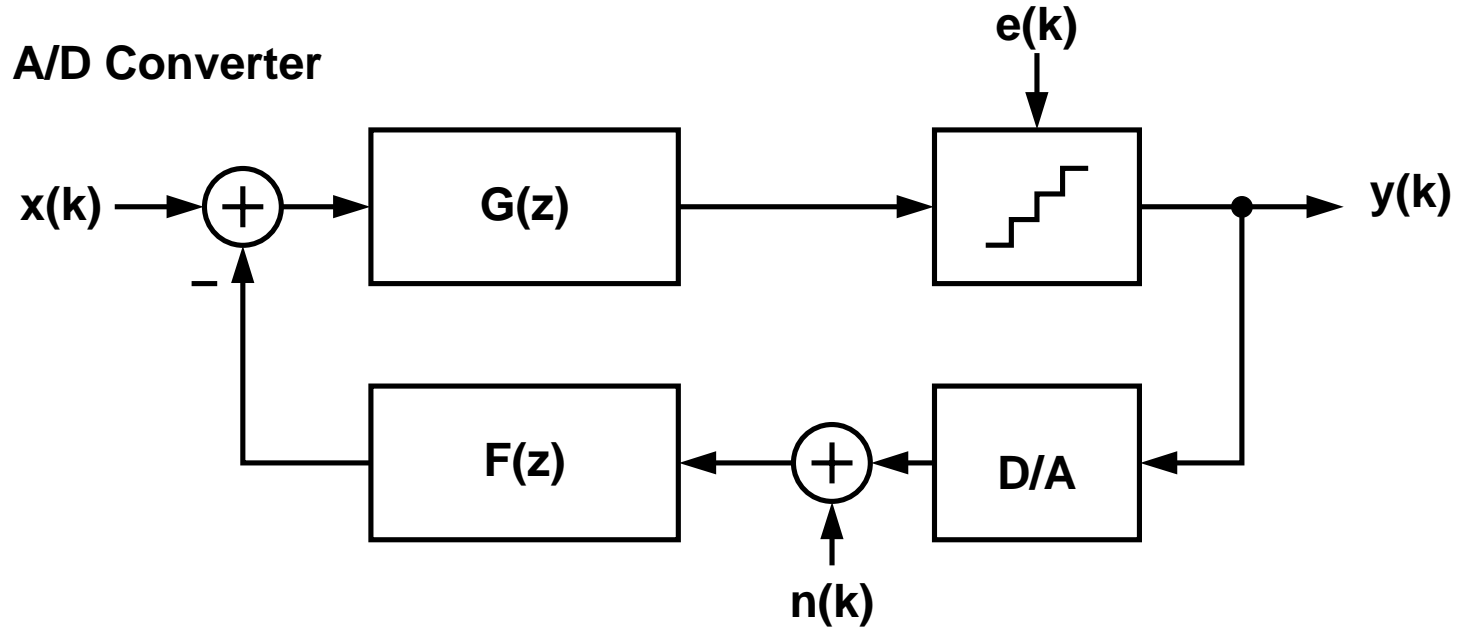 e(k)
A/D Converter
x(k)
+
G(z)
y(k)
–
F(z)
+
D/A
n(k)